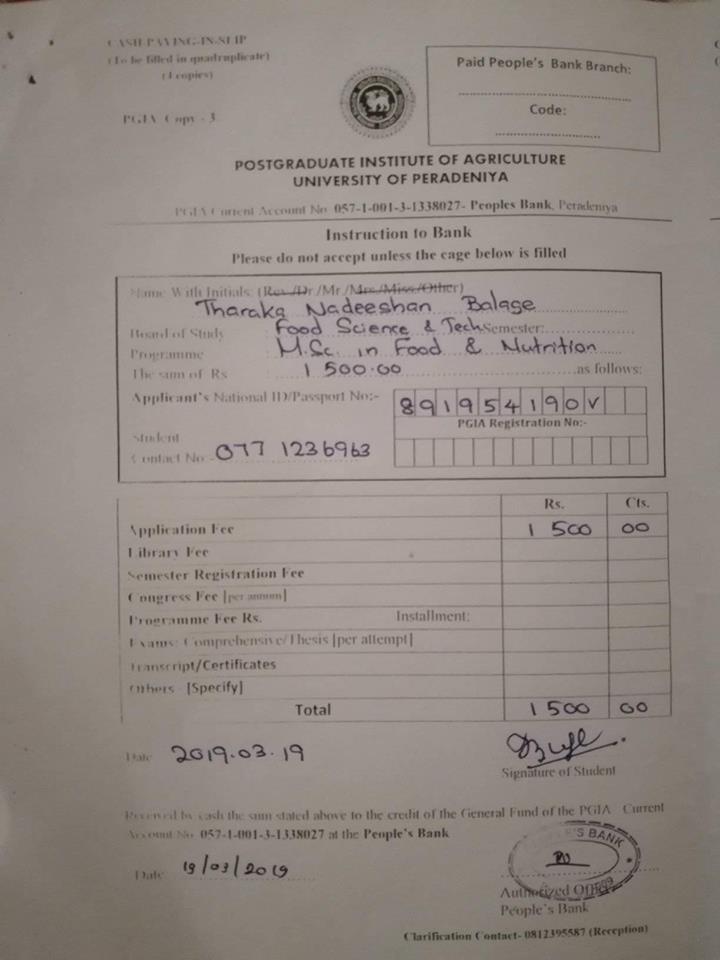 CASH PAYING-IN-SLIP
(To be filled in quadruplicate)
(4 copies)
PGIA Copy - 3
Paid People's Bank Branch:
Code:
POSTGRADUATE INSTITUTE OF AGRICULTURE
UNIVERSITY OF PERADENIYA
PGIA Current Account No 057-1-001-3-1338027- Peoples Bank, Peradeniya
Instruction to Bank
Please do not accept unless the cage below is filled
Name With Initials: (Rev./Dr./Mr./Mrs./Miss./Other)
Tharaka Nadeeshan Balage
Board of Study : Food Science & Tech. Semester:
Programme : M.Sc. in Food & Nutrition
The sum of Rs : 1 500.00 as follows:
Applicant's National ID/Passport No:- 891954190V
PGIA Registration No:-
Student
Contact No - 077 1236963
Rs. Cts.
Application Fee 1 500 00
Library Fee
Semester Registration Fee
Congress Fee [per annum]
Programme Fee Rs. Installment:
Exams: Comprehensive/Thesis [per attempt]
Transcript/Certificates
Others - [Specify]
Total 1 500 00
Date 2019.03.19
Signature of Student
Received by cash the sum stated above to the credit of the General Fund of the PGIA Current
Account No. 057-1-001-3-1338027 at the People's Bank
Date 19/03/2019
'S BANK
Authorized Officer
People's Bank
Clarification Contact- 0812395587 (Reception)